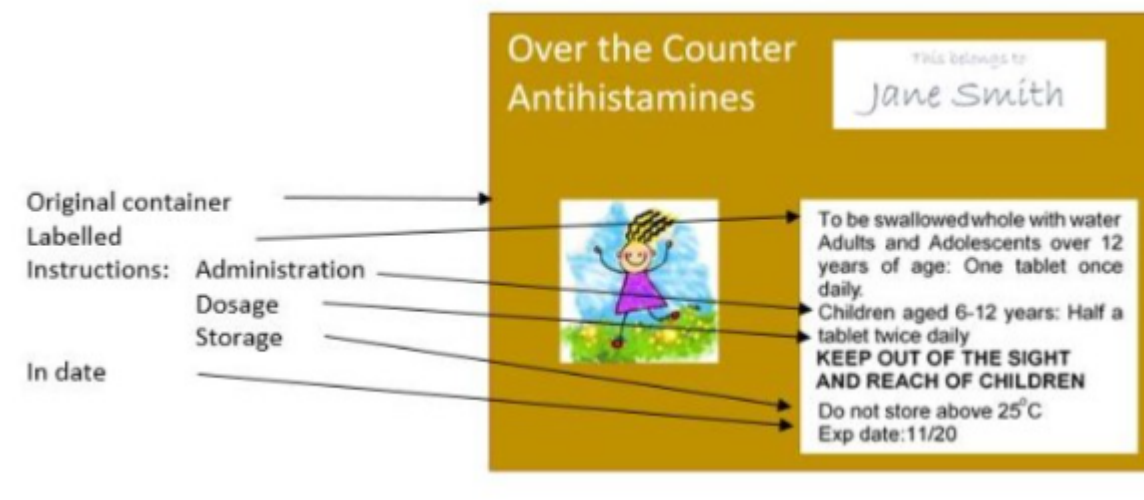 Over the Counter
Antihistamines
This belongs to
Jane Smith
Original container
Labelled
Instructions: Administration
Dosage
Storage
In date
To be swallowed whole with water
Adults and Adolescents over 12
years of age: One tablet once
daily.
Children aged 6-12 years: Half a
tablet twice daily
KEEP OUT OF THE SIGHT
AND REACH OF CHILDREN
Do not store above 25°C
Exp date:11/20